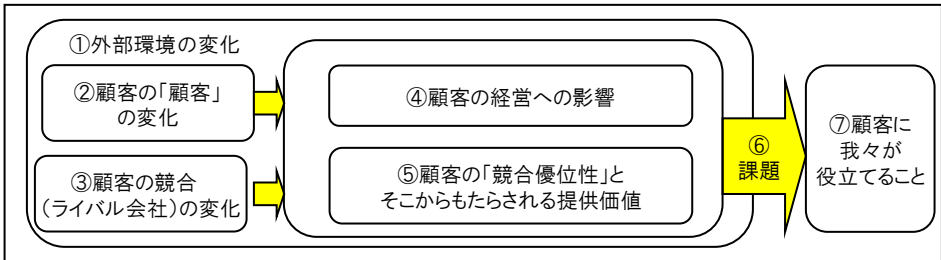 ①外部環境の変化
②顧客の「顧客」
の変化
③顧客の競合
（ライバル会社）の変化
④顧客の経営への影響
⑤顧客の「競合優位性」と
そこからもたらされる提供価値
⑥
課題
⑦顧客に
我々が
役立てること